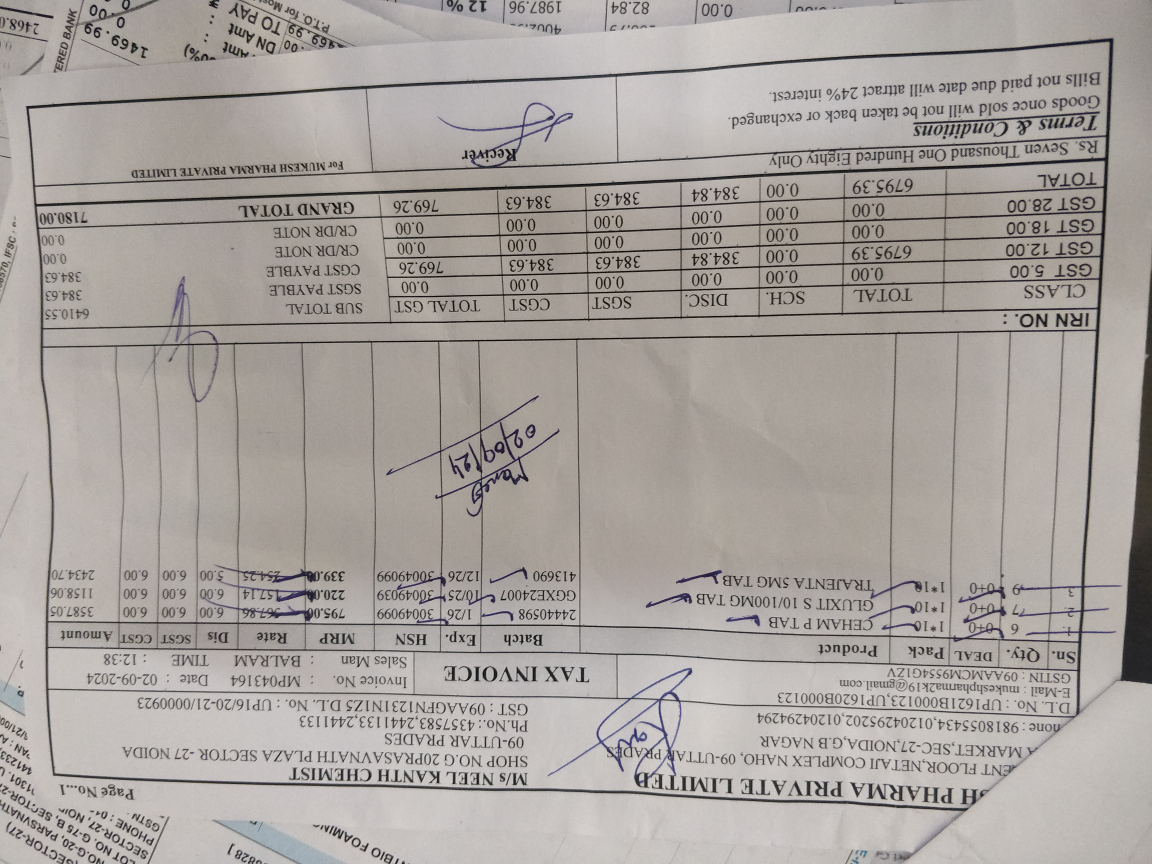 Page No...1
SH PHARMA PRIVATE LIMITED
ENT FLOOR,NETAJI COMPLEX NAHO, 09-UTTAR PRADES
A MARKET,SEC-27,NOIDA,G.B NAGAR
hone : 9818055434,01204295202,01204294294
D.L. No. : UP1621B000123,UP1620B000123
E-Mail : mukeshpharma2k19@gmail.com
GSTIN : 09AAMCM9554G1ZV
M/s NEEL KANTH CHEMIST
SHOP NO.G 20PRASAVNATH PLAZA SECTOR -27 NOIDA
09-UTTAR PRADES
Ph.No.: 4357583,2441133,2441133
GST : 09AAGFN1231N1Z5 D.L. No. : UP16/20-21/0000923
TAX INVOICE
Invoice No. : MP043164 Date : 02-09-2024
Sales Man : BALRAM TIME : 12:38
Sn. Qty. DEAL Pack Product Batch Exp. HSN MRP Rate Dis SGST CGST Amount
1. 6 0+0 1*10 CEHAM P TAB 24440598 1/26 30049099 795.00 567.86 6.00 6.00 6.00 3587.05
2. 7 0+0 1*10 GLUXIT S 10/100MG TAB GGXE24007 10/25 30049039 220.00 157.14 6.00 6.00 6.00 1158.06
3 9 0+0 1*10 TRAJENTA 5MG TAB 413690 12/26 30049099 339.00 254.25 5.00 6.00 6.00 2434.70
02/09/24
IRN NO. :
CLASS TOTAL SCH. DISC. SGST CGST TOTAL GST
GST 5.00 0.00 0.00 0.00 0.00 0.00 0.00
GST 12.00 6795.39 0.00 384.84 384.63 384.63 769.26
GST 18.00 0.00 0.00 0.00 0.00 0.00 0.00
GST 28.00 0.00 0.00 0.00 0.00 0.00 0.00
TOTAL 6795.39 0.00 384.84 384.63 384.63 769.26
SUB TOTAL 6410.55
SGST PAYBLE 384.63
CGST PAYBLE 384.63
CR/DR NOTE 0.00
CR/DR NOTE 0.00
GRAND TOTAL 7180.00
Rs. Seven Thousand One Hundred Eighty Only
Terms & Conditions
Goods once sold will not be taken back or exchanged.
Bills not paid due date will attract 24% interest.
Reciver
For MUKESH PHARMA PRIVATE LIMITED
12 % 1987.96 82.84 0.00
1469.99
DN Amt
TO PAY